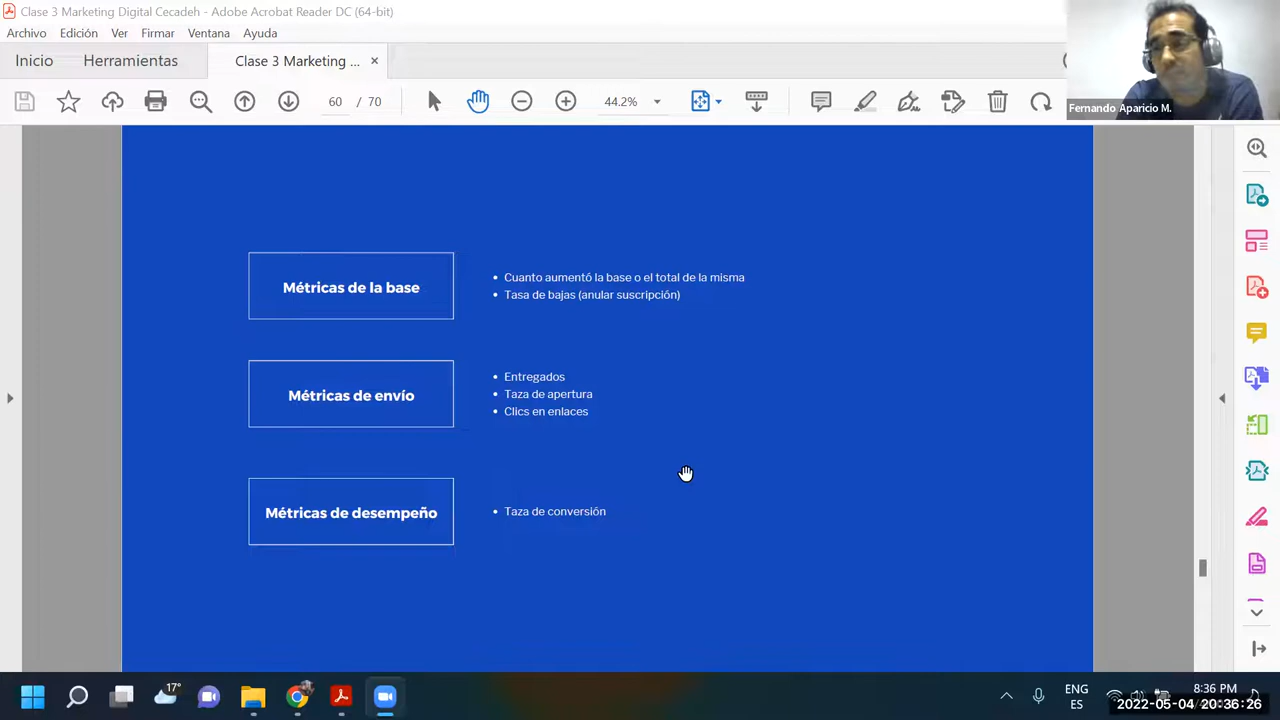 Clase 3 Marketing Digital Cecadeh - Adobe Acrobat Reader DC (64-bit)
Archivo Edición Ver Firmar Ventana Ayuda
Inicio Herramientas Clase 3 Marketing ... ×
60 / 70 44.2%
Fernando Aparicio M.
Métricas de la base
• Cuanto aumentó la base o el total de la misma
• Tasa de bajas (anular suscripción)
Métricas de envío
• Entregados
• Taza de apertura
• Clics en enlaces
Métricas de desempeño
• Taza de conversión
17°
ENG
ES
8:36 PM
2022-05-04 20:36:26